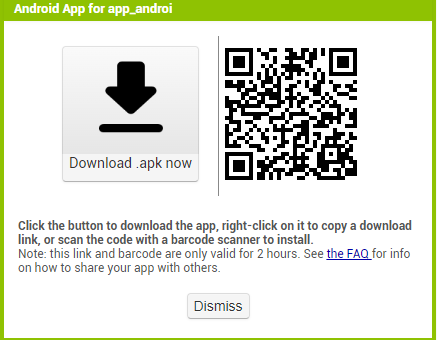 Android App for app_androi
Download .apk now
Click the button to download the app, right-click on it to copy a download
link, or scan the code with a barcode scanner to install.
Note: this link and barcode are only valid for 2 hours. See the FAQ for info
on how to share your app with others.
Dismiss